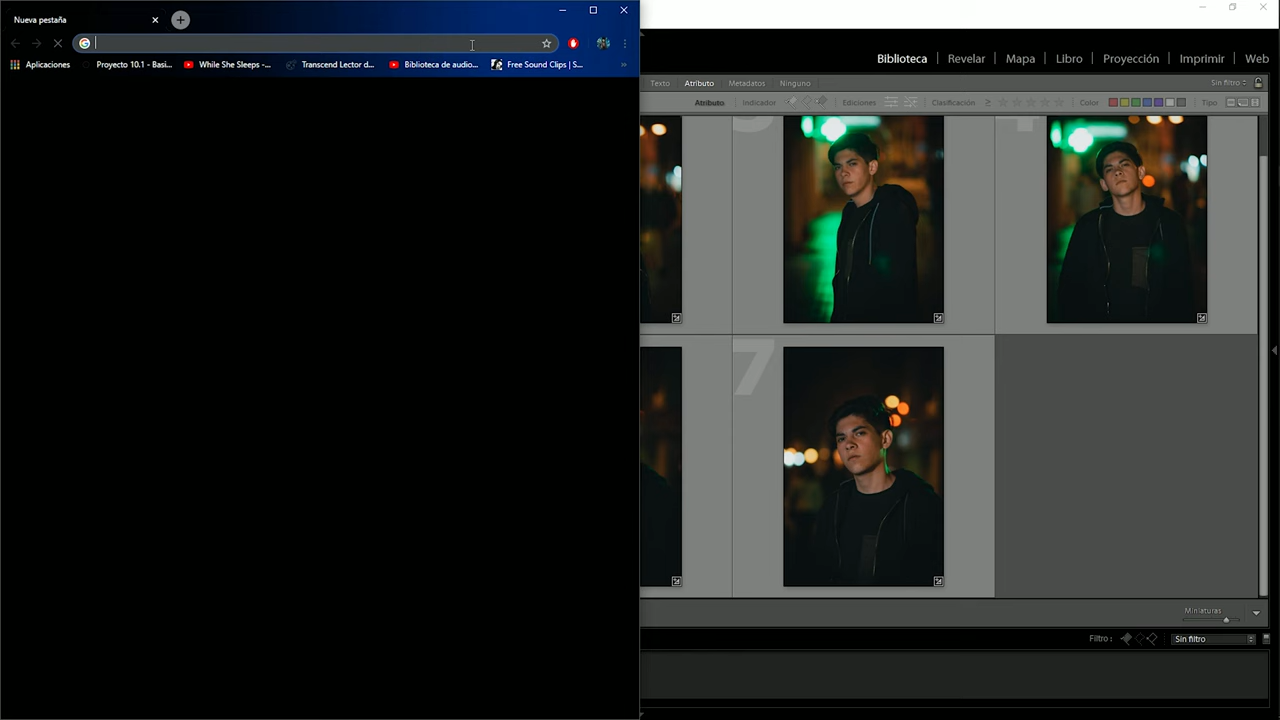 Nueva pestaña
Aplicaciones
Proyecto 10.1 - Basi...
While She Sleeps -...
Transcend Lector d...
Biblioteca de audio...
Free Sound Clips | S...
»
Biblioteca | Revelar | Mapa | Libro | Proyección | Imprimir | Web
Texto Atributo Metadatos Ninguno Sin filtro
Atributo Indicador Ediciones Clasificación ≥ Color Tipo
7
Miniaturas
Filtro : Sin filtro